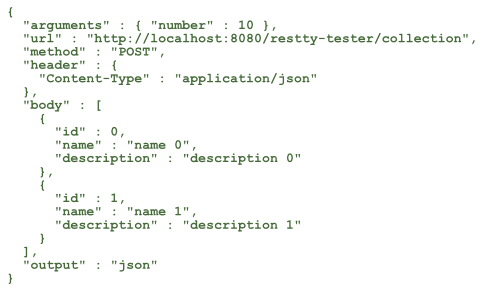 {
  "arguments" : { "number" : 10 },
  "url" : "http://localhost:8080/restty-tester/collection",
  "method" : "POST",
  "header" : {
    "Content-Type" : "application/json"
  },
  "body" : [
    {
      "id" : 0,
      "name" : "name 0",
      "description" : "description 0"
    },
    {
      "id" : 1,
      "name" : "name 1",
      "description" : "description 1"
    }
  ],
  "output" : "json"
}